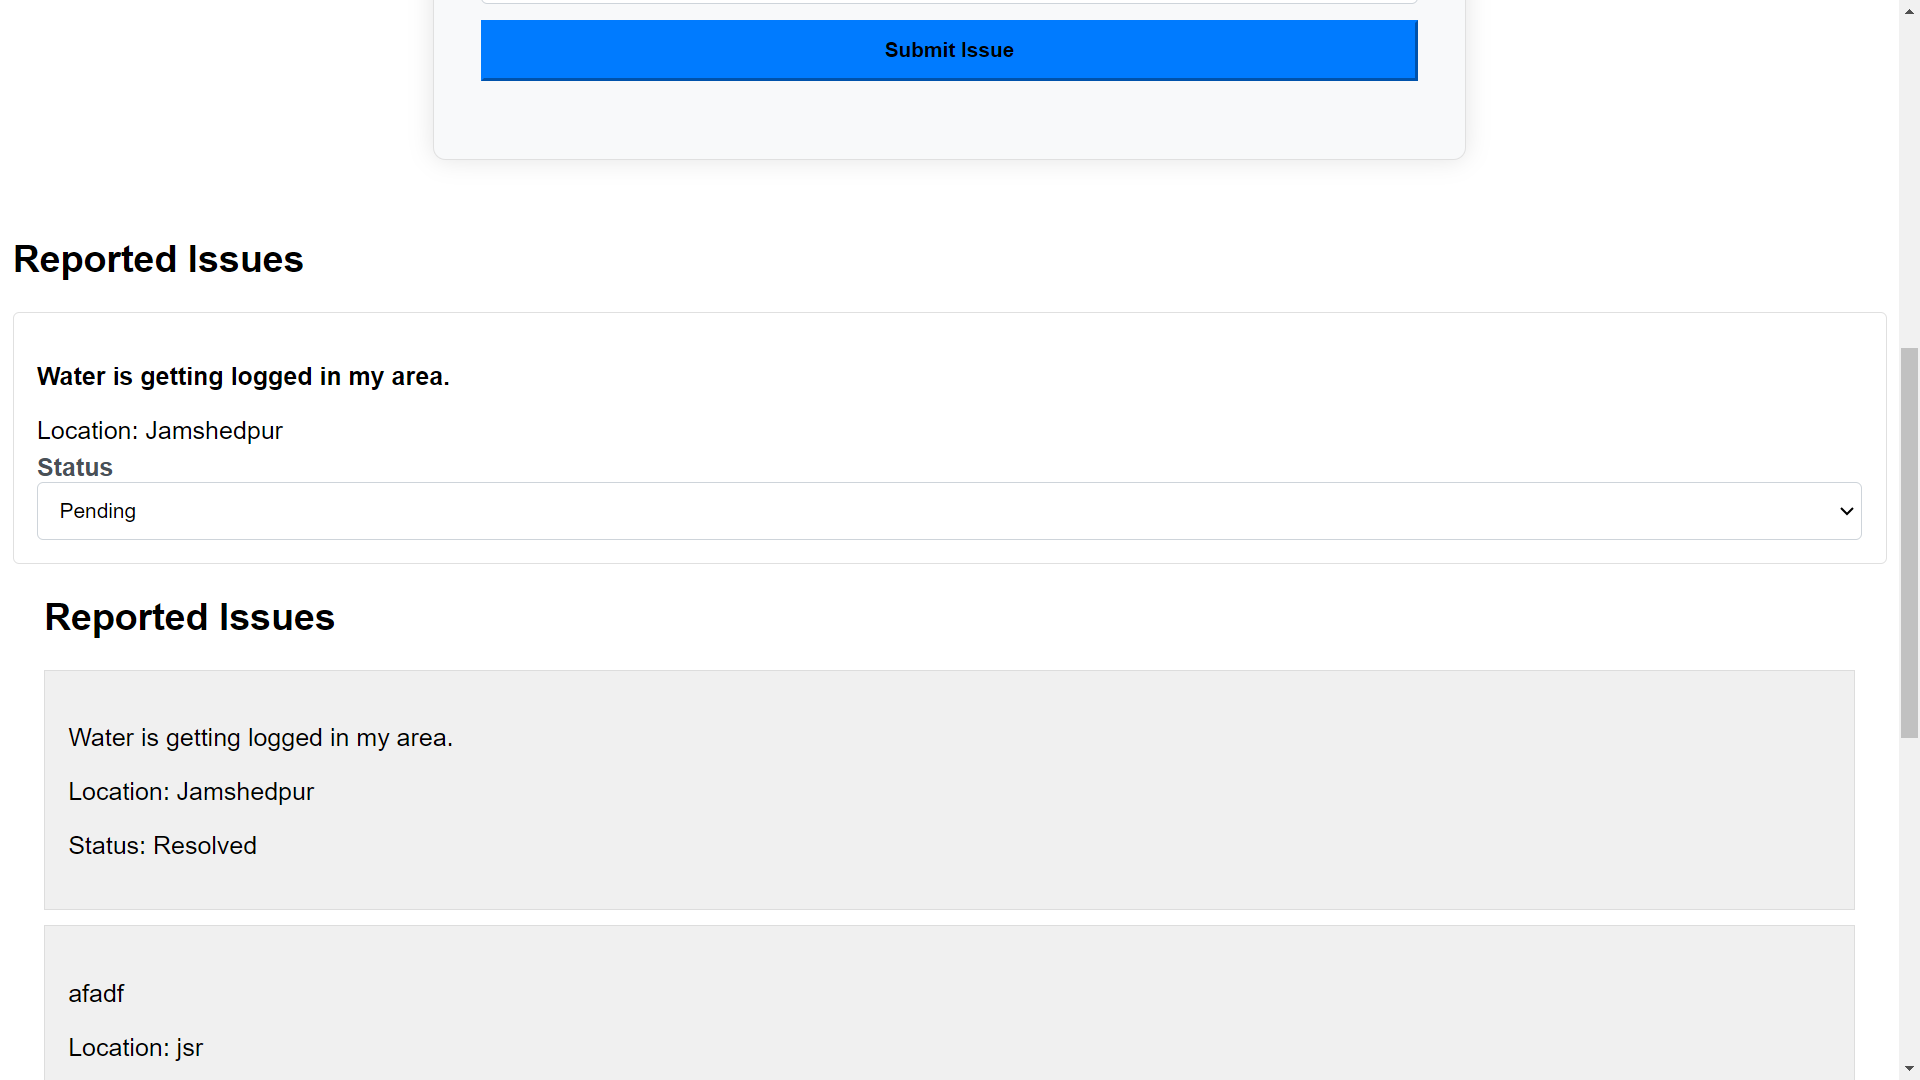 Submit Issue
Reported Issues
Water is getting logged in my area.
Location: Jamshedpur
Status
Pending
Reported Issues
Water is getting logged in my area.
Location: Jamshedpur
Status: Resolved
afadf
Location: jsr